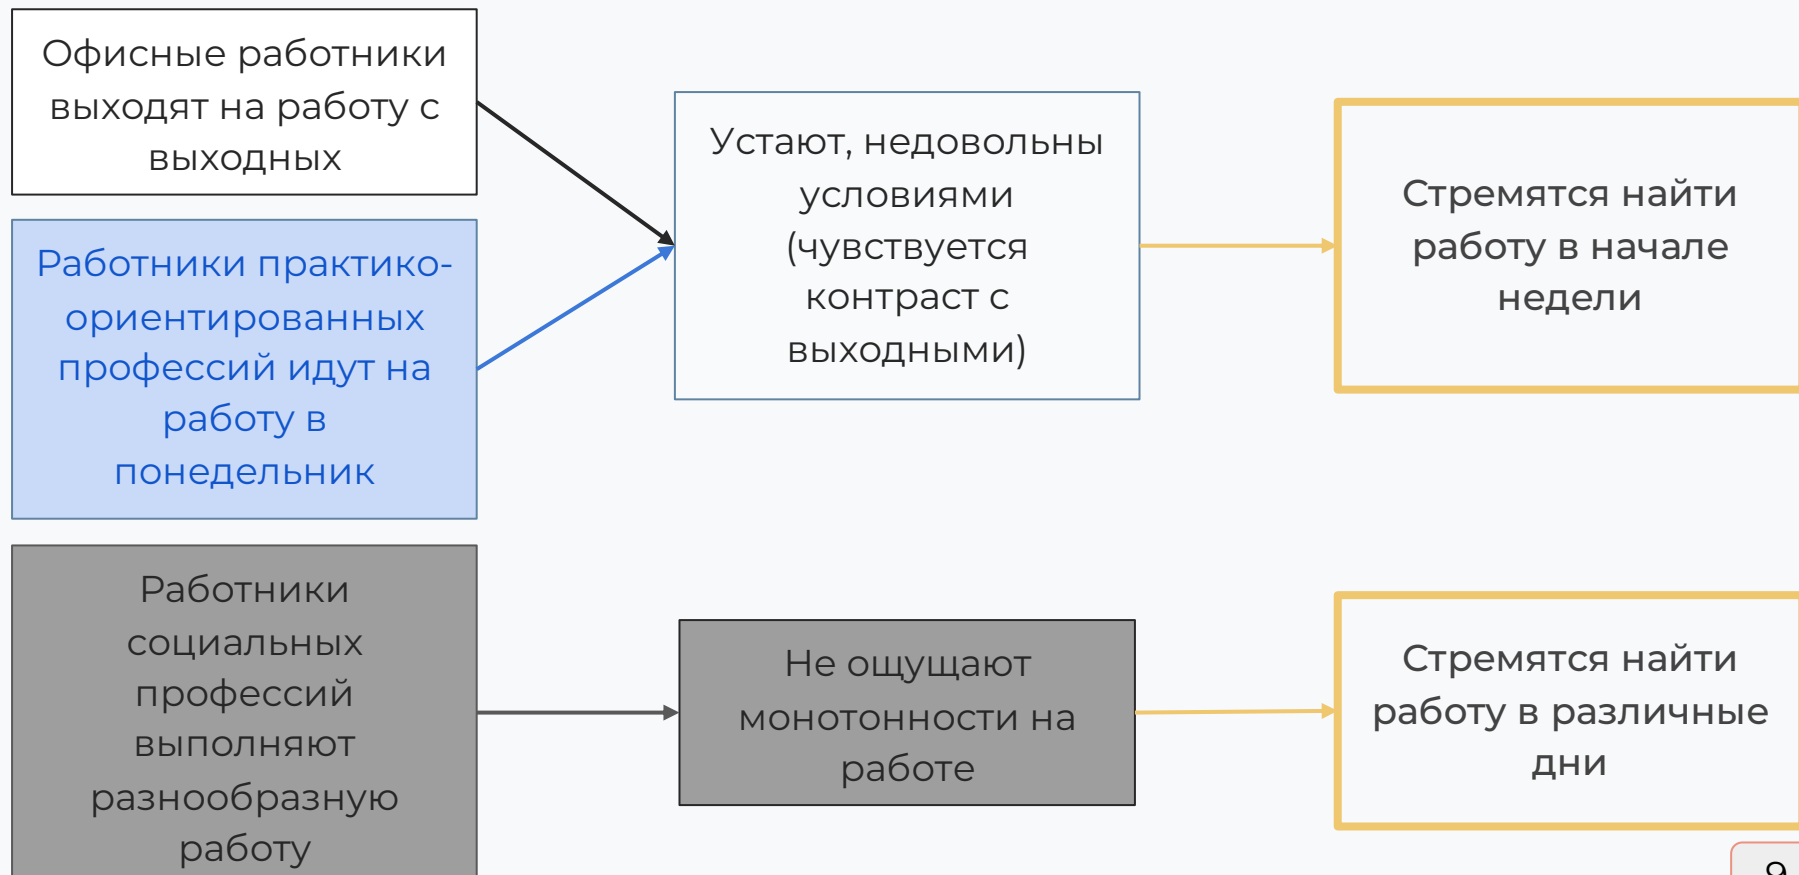 Офисные работники
выходят на работу с
выходных
Работники практико-
ориентированных
профессий идут на
работу в
понедельник
Работники
социальных
профессий
выполняют
разнообразную
работу
Устают, недовольны
условиями
(чувствуется
контраст с
выходными)
Не ощущают
монотонности на
работе
Стремятся найти
работу в начале
недели
Стремятся найти
работу в различные
дни
9